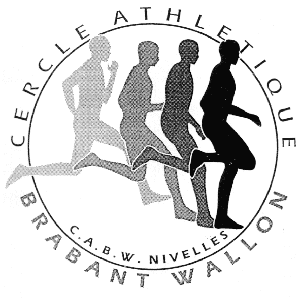 CERCLE ATHLETIQUE
C.A.B.W. NIVELLES
BRABANT WALLON